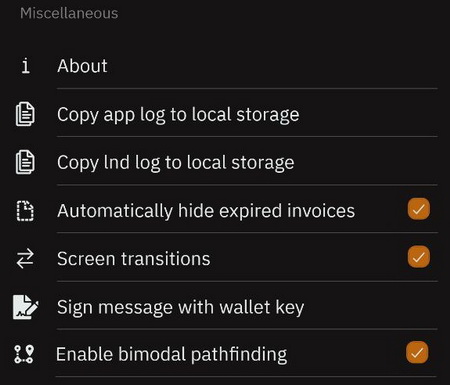 Miscellaneous
About
Copy app log to local storage
Copy lnd log to local storage
Automatically hide expired invoices
Screen transitions
Sign message with wallet key
Enable bimodal pathfinding